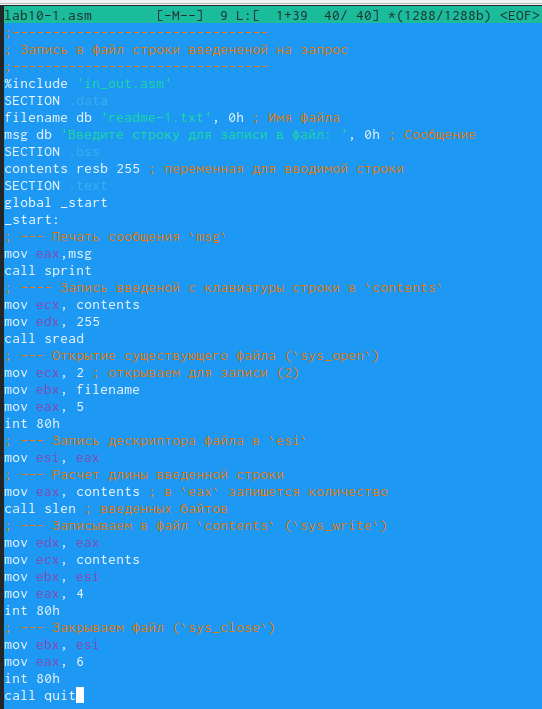 lab10-1.asm [-M--] 9 L:[ 1+39 40/ 40] *(1288/1288b) <EOF>
;--------------------------------
; Запись в файл строки введененой на запрос
;--------------------------------
%include 'in_out.asm'
SECTION .data
filename db 'readme-1.txt', 0h ; Имя файла
msg db 'Введите строку для записи в файл: ', 0h ; Сообщение
SECTION .bss
contents resb 255 ; переменная для вводимой строки
SECTION .text
global _start
_start:
; --- Печать сообщения `msg`
mov eax,msg
call sprint
; ---- Запись введеной с клавиатуры строки в `contents`
mov ecx, contents
mov edx, 255
call sread
; --- Открытие существующего файла (`sys_open`)
mov ecx, 2 ; открываем для записи (2)
mov ebx, filename
mov eax, 5
int 80h
; --- Запись дескриптора файла в `esi`
mov esi, eax
; --- Расчет длины введенной строки
mov eax, contents ; в `eax` запишется количество
call slen ; введенных байтов
; --- Записываем в файл `contents` (`sys_write`)
mov edx, eax
mov ecx, contents
mov ebx, esi
mov eax, 4
int 80h
; --- Закрываем файл (`sys_close`)
mov ebx, esi
mov eax, 6
int 80h
call quit